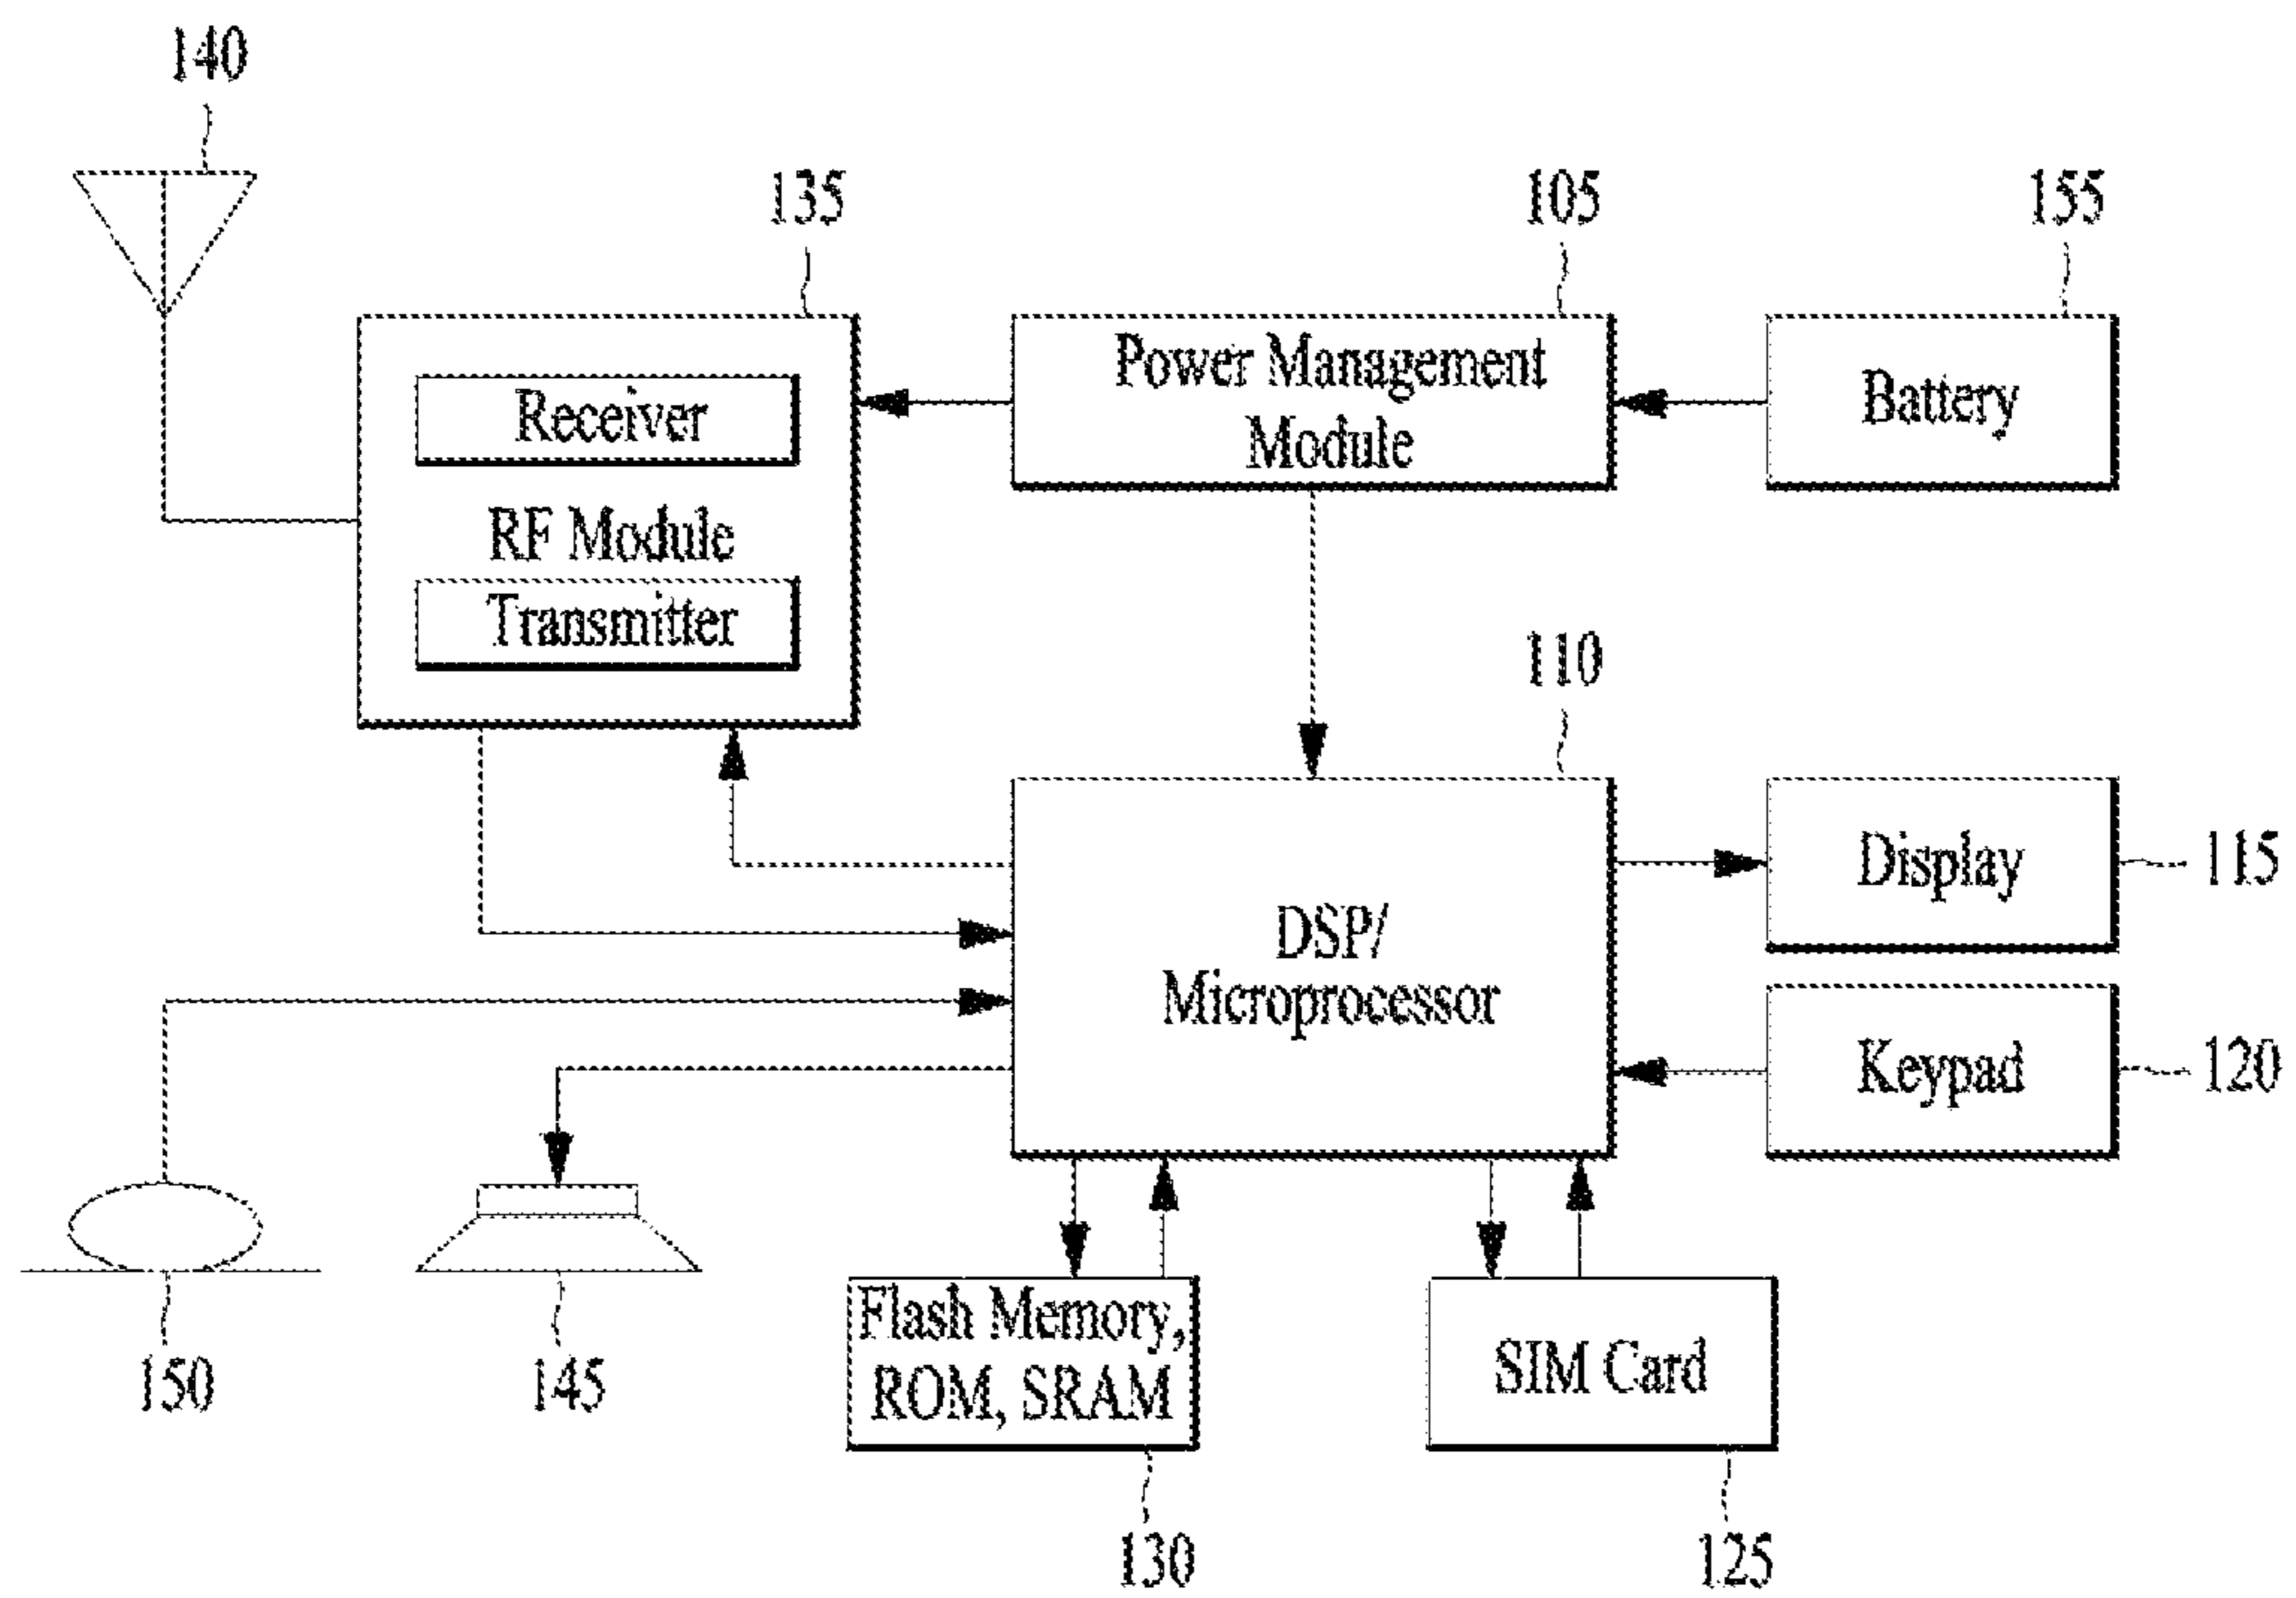 140
135
105
155
Receiver
RF Module
Transmitter
Power Management
Module
Battery
110
DSP/
Microprocessor
Display
115
Keypad
120
150
145
Flash Memory,
ROM, SRAM
SIM Card
130
125